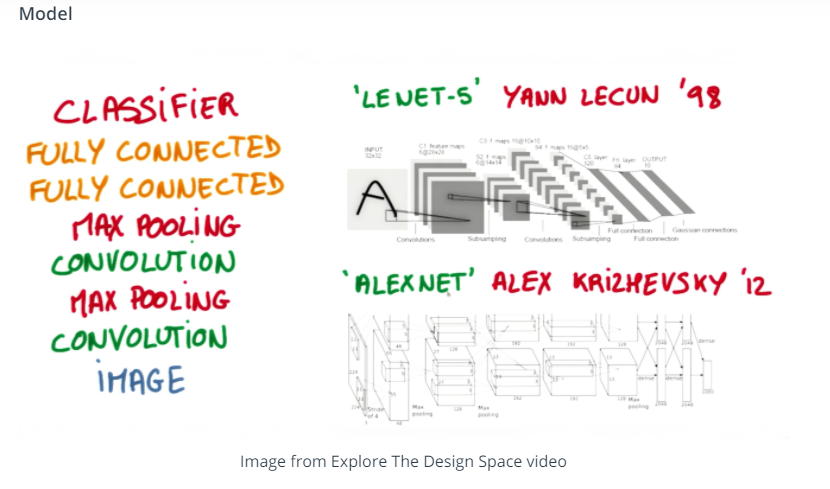 Model
CLASSIFIER
FULLY CONNECTED
FULLY CONNECTED
MAX POOLING
CONVOLUTION
MAX POOLING
CONVOLUTION
IMAGE
'LENET-5' YANN LECUN '98
INPUT
32x32
C1 feature maps
6@28x28
S2 f. maps
6@14x14
C3 f. maps 16@10x10
S4 f. maps 16@5x5
C5 layer
120
F6 layer
84
OUTPUT
10
Convolutions
Subsampling
Convolutions
Subsampling
Full connection
Full connection
Gaussian connections
'ALEXNET' ALEX KRIZHEVSKY '12
Stride
of 4
Max
pooling
Max
pooling
Max
pooling
dense
dense
dense
Image from Explore The Design Space video